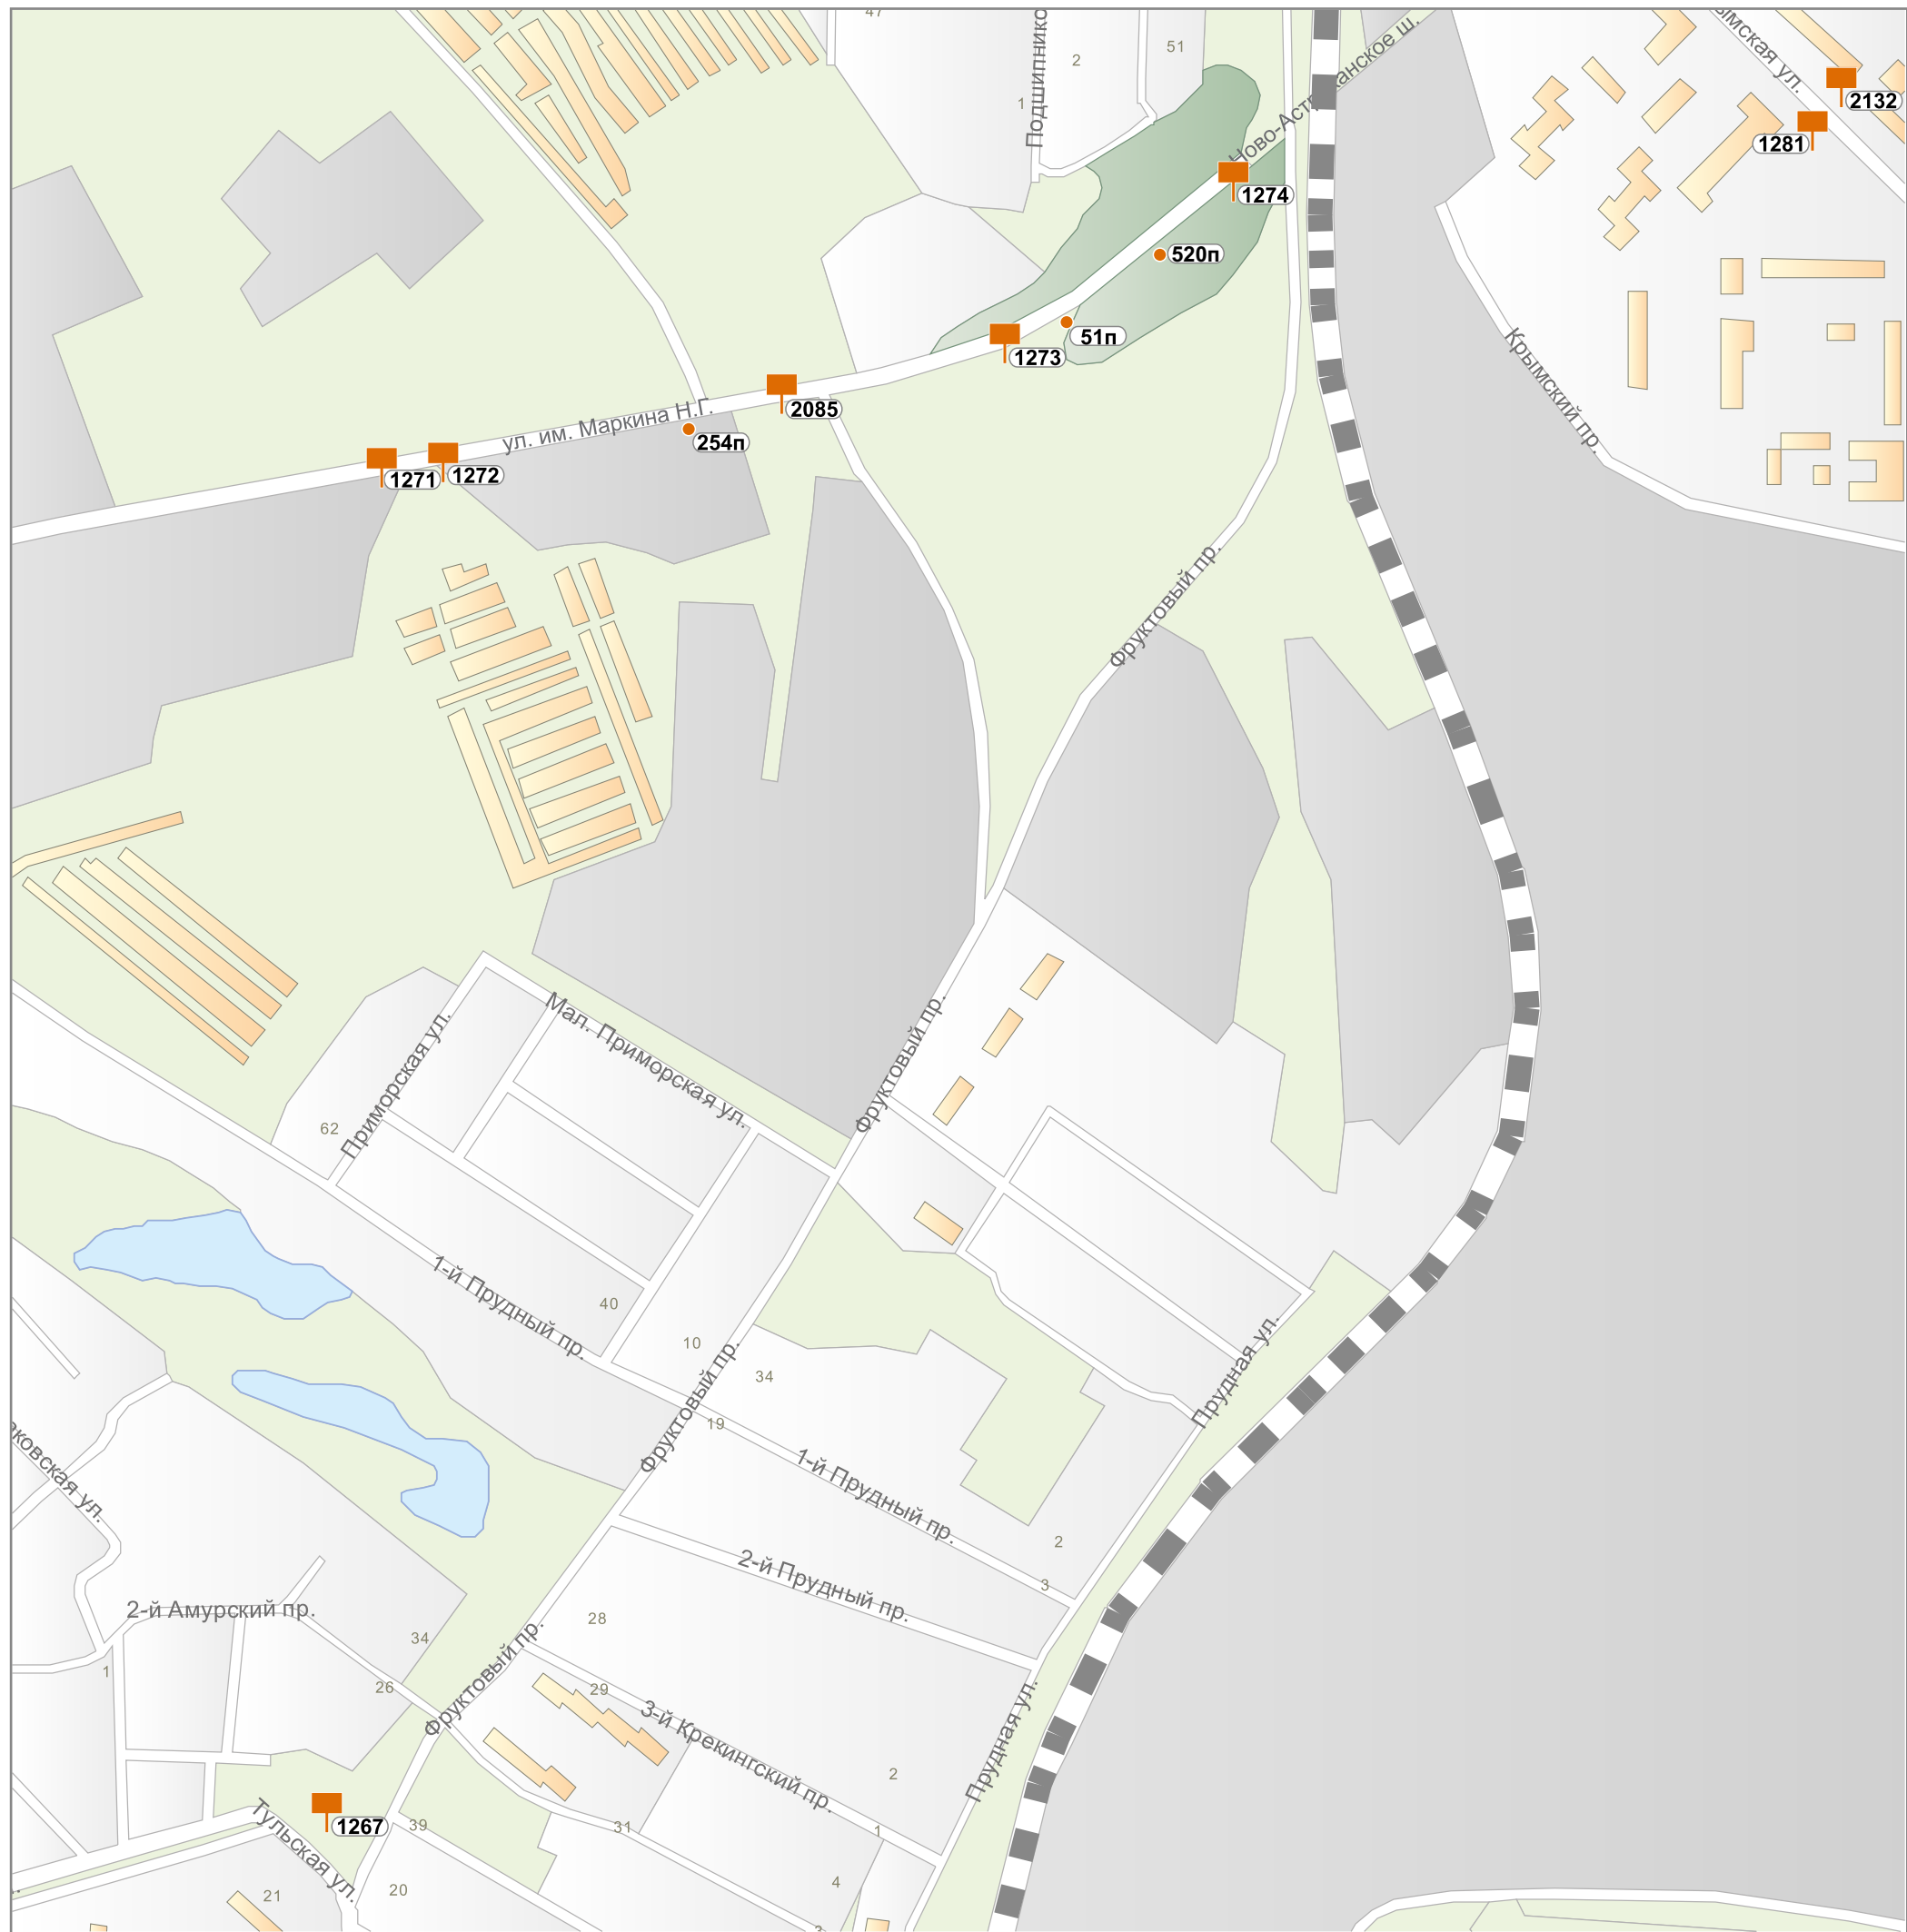 47
Подшипнико
2
51
1
Ново-Астраханское ш.
ымская ул.
2132
1281
1274
520п
51п
1273
Крымский пр.
2085
ул. им. Маркина Н.Г.
254п
1271
1272
Фруктовый пр.
Мал. Приморская ул.
Приморская ул.
Фруктовый пр.
62
1-й Прудный пр.
40
10
34
Прудная ул.
Фруктовый пр.
19
1-й Прудный пр.
ковская ул.
2
2-й Прудный пр.
3
2-й Амурский пр.
28
34
1
26
Фруктовый пр.
29
3-й Крекингский пр.
Прудная ул.
2
1267
Тульская ул.
39
31
1
4
20
21
3